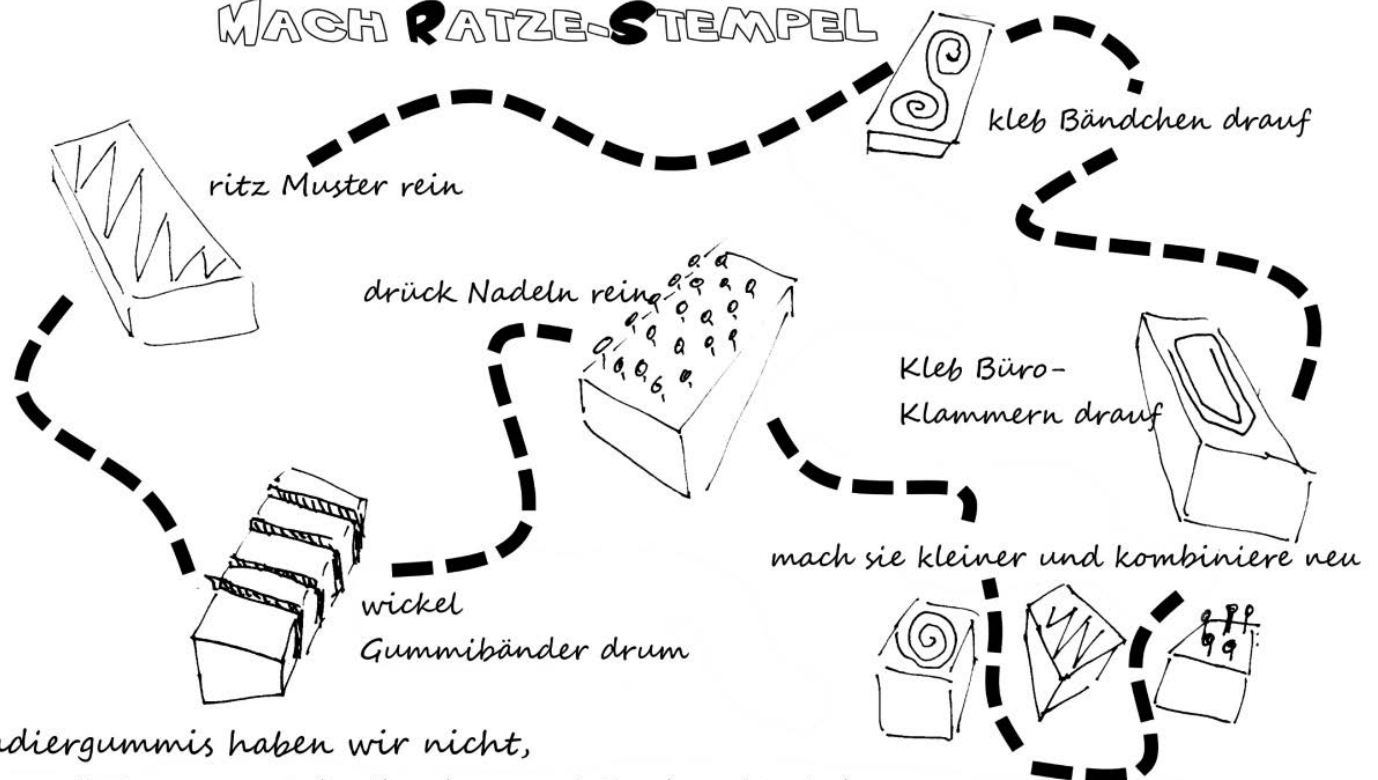 MACH RATZE-STEMPEL
kleb Bändchen drauf
ritz Muster rein
drück Nadeln rein
Kleb Büro-
Klammern drauf
mach sie kleiner und kombiniere neu
wickel
Gummibänder drum
diergummis haben wir nicht,